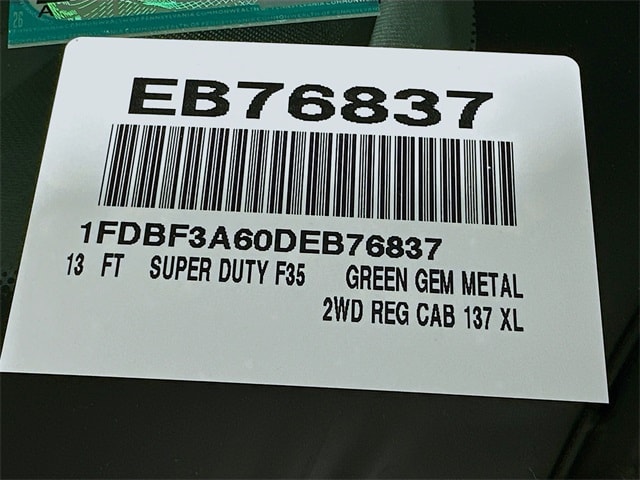 EB76837
1FDBF3A60DEB76837
13 FT SUPER DUTY F35 GREEN GEM METAL
2WD REG CAB 137 XL